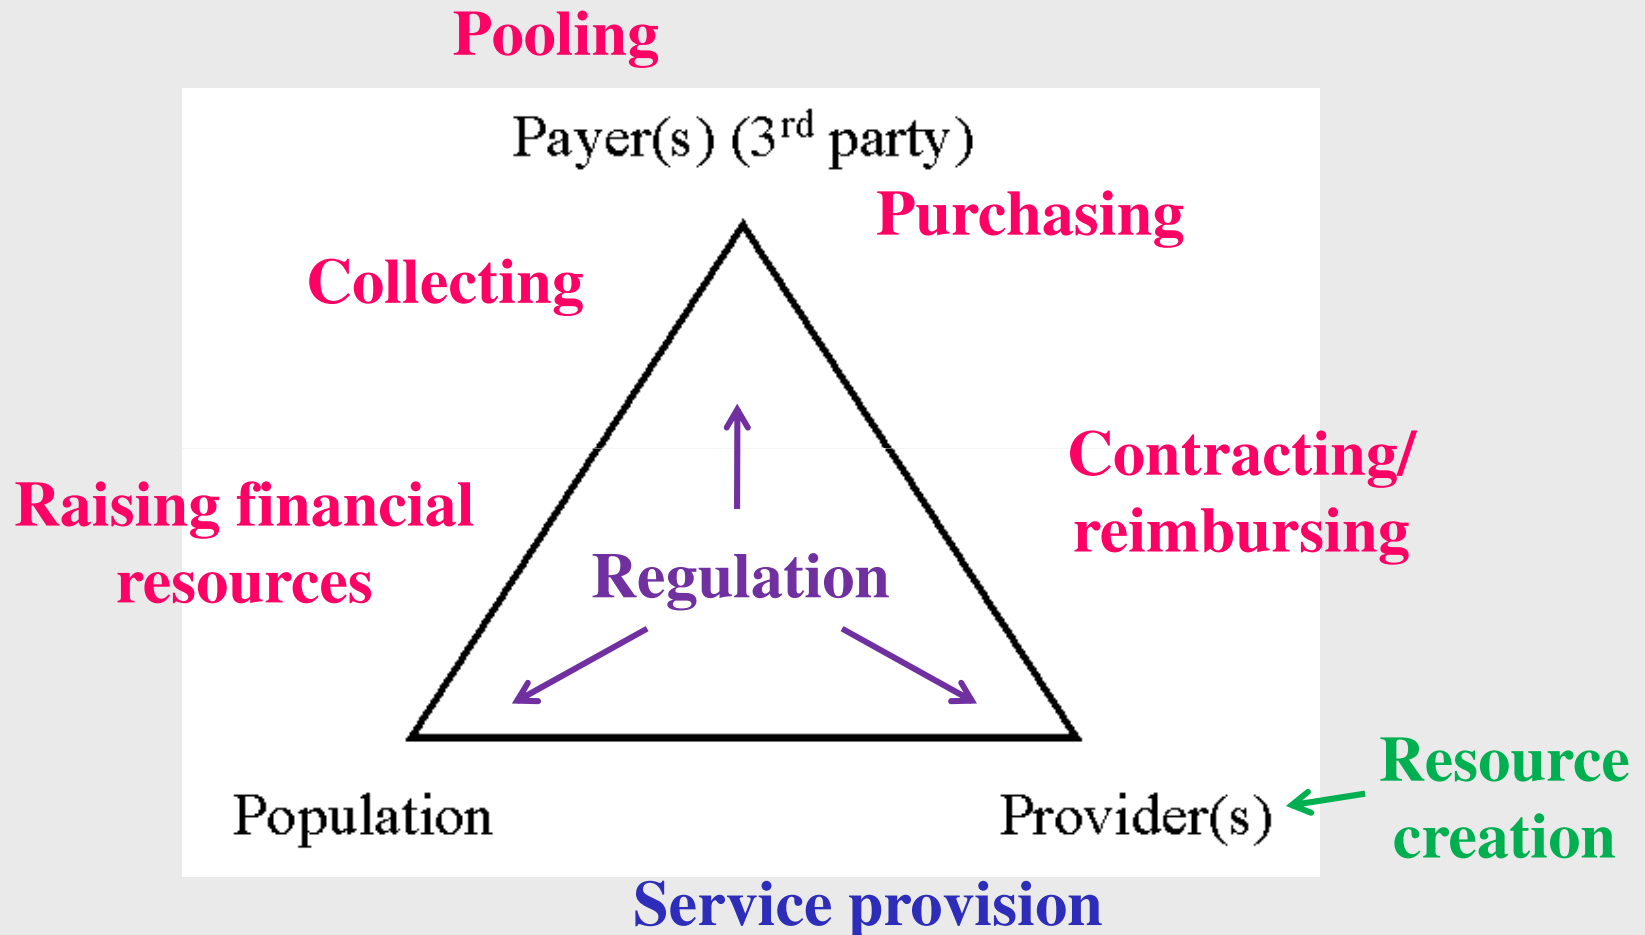 Pooling
Payer(s) (3rd party)
Purchasing
Collecting
Contracting/
reimbursing
Raising financial
resources
Regulation
Resource
creation
Population
Provider(s)
Service provision